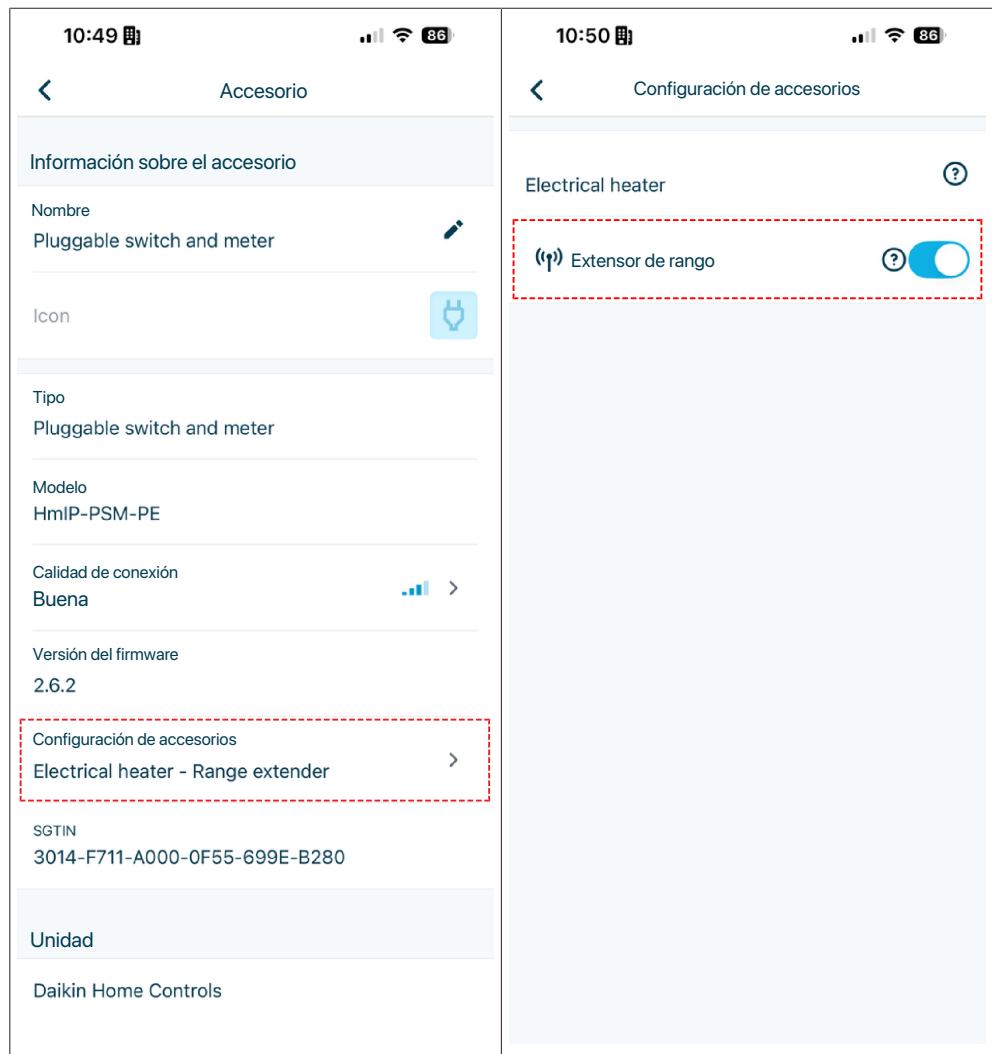 10:49
86
Accesorio
Información sobre el accesorio
Nombre
Pluggable switch and meter
Icon
Tipo
Pluggable switch and meter
Modelo
HmIP-PSM-PE
Calidad de conexión
Buena
Versión del firmware
2.6.2
Configuración de accesorios
Electrical heater - Range extender
SGTIN
3014-F711-A000-0F55-699E-B280
Unidad
Daikin Home Controls
10:50
86
Configuración de accesorios
Electrical heater
?
Extensor de rango
?